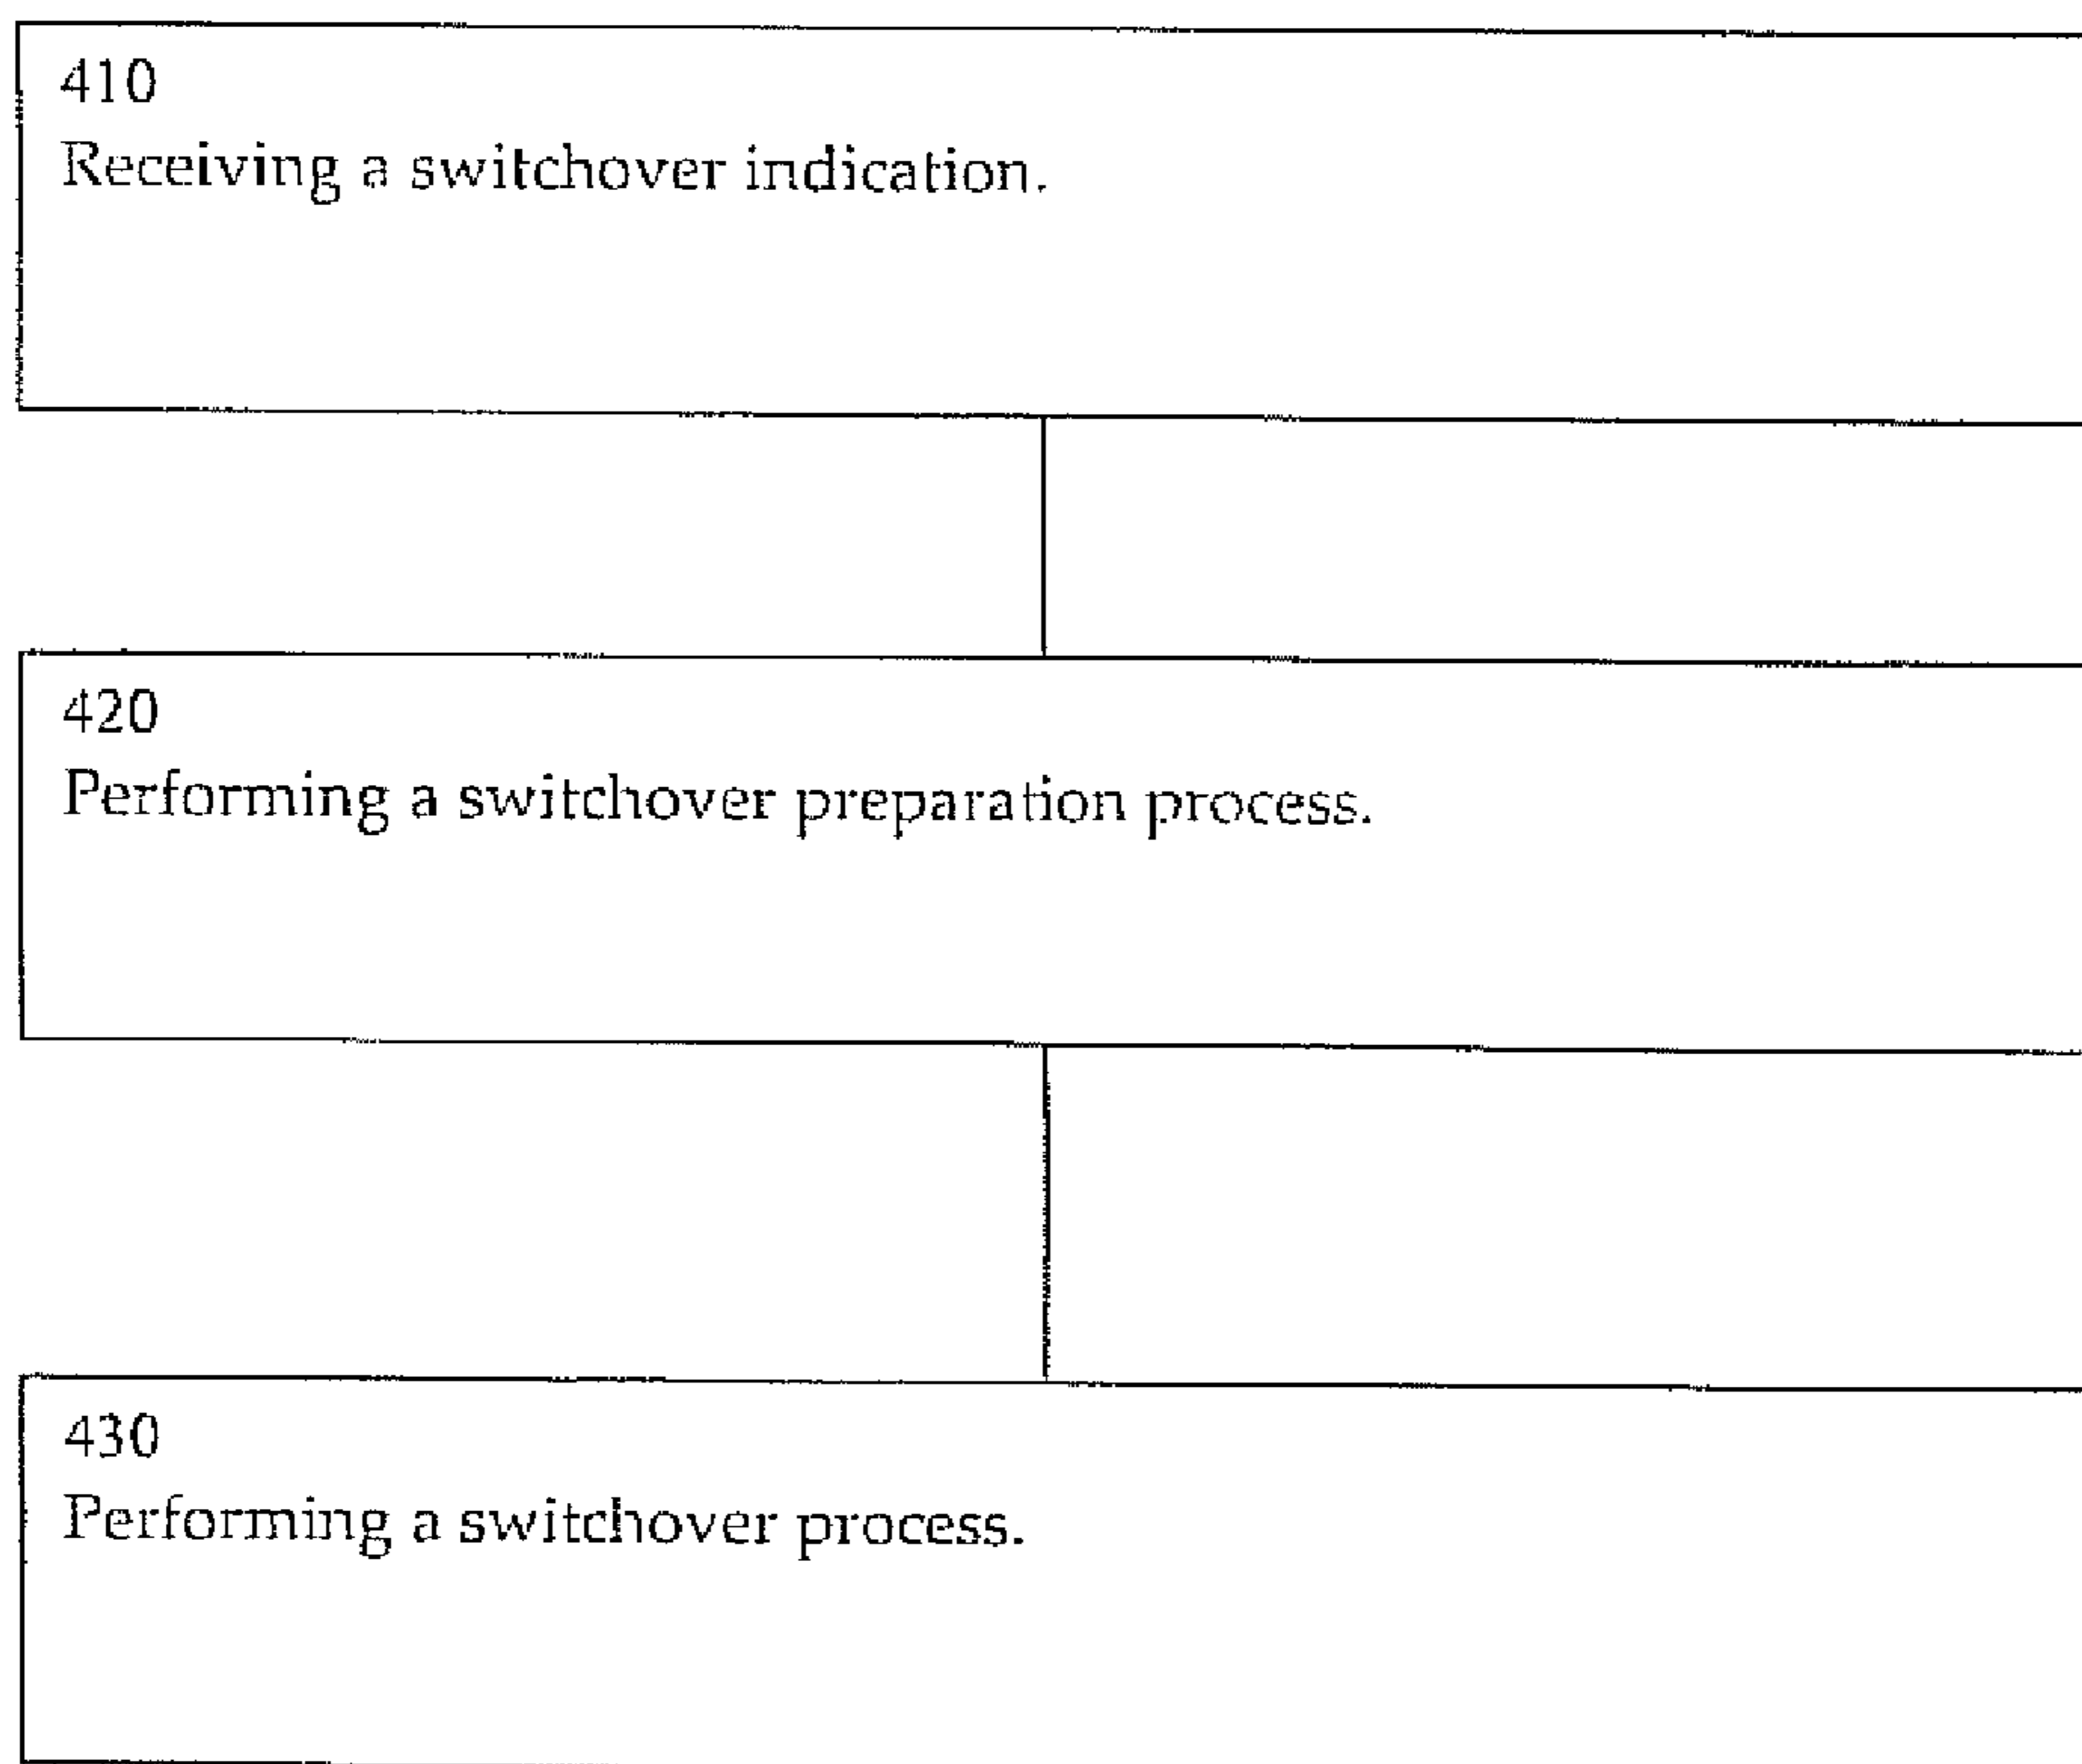 410
Receiving a switchover indication.
420
Performing a switchover preparation process.
430
Performing a switchover process.